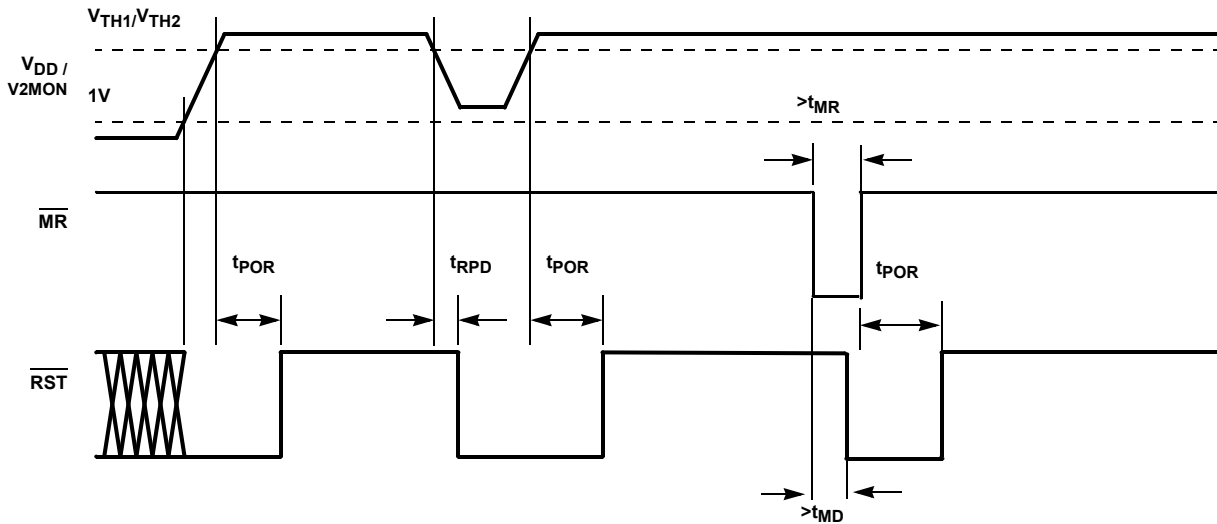 VTH1/VTH2
VDD /
V2MON
1V
>tMR
MR
tPOR
tRPD
tPOR
tPOR
RST
>tMD